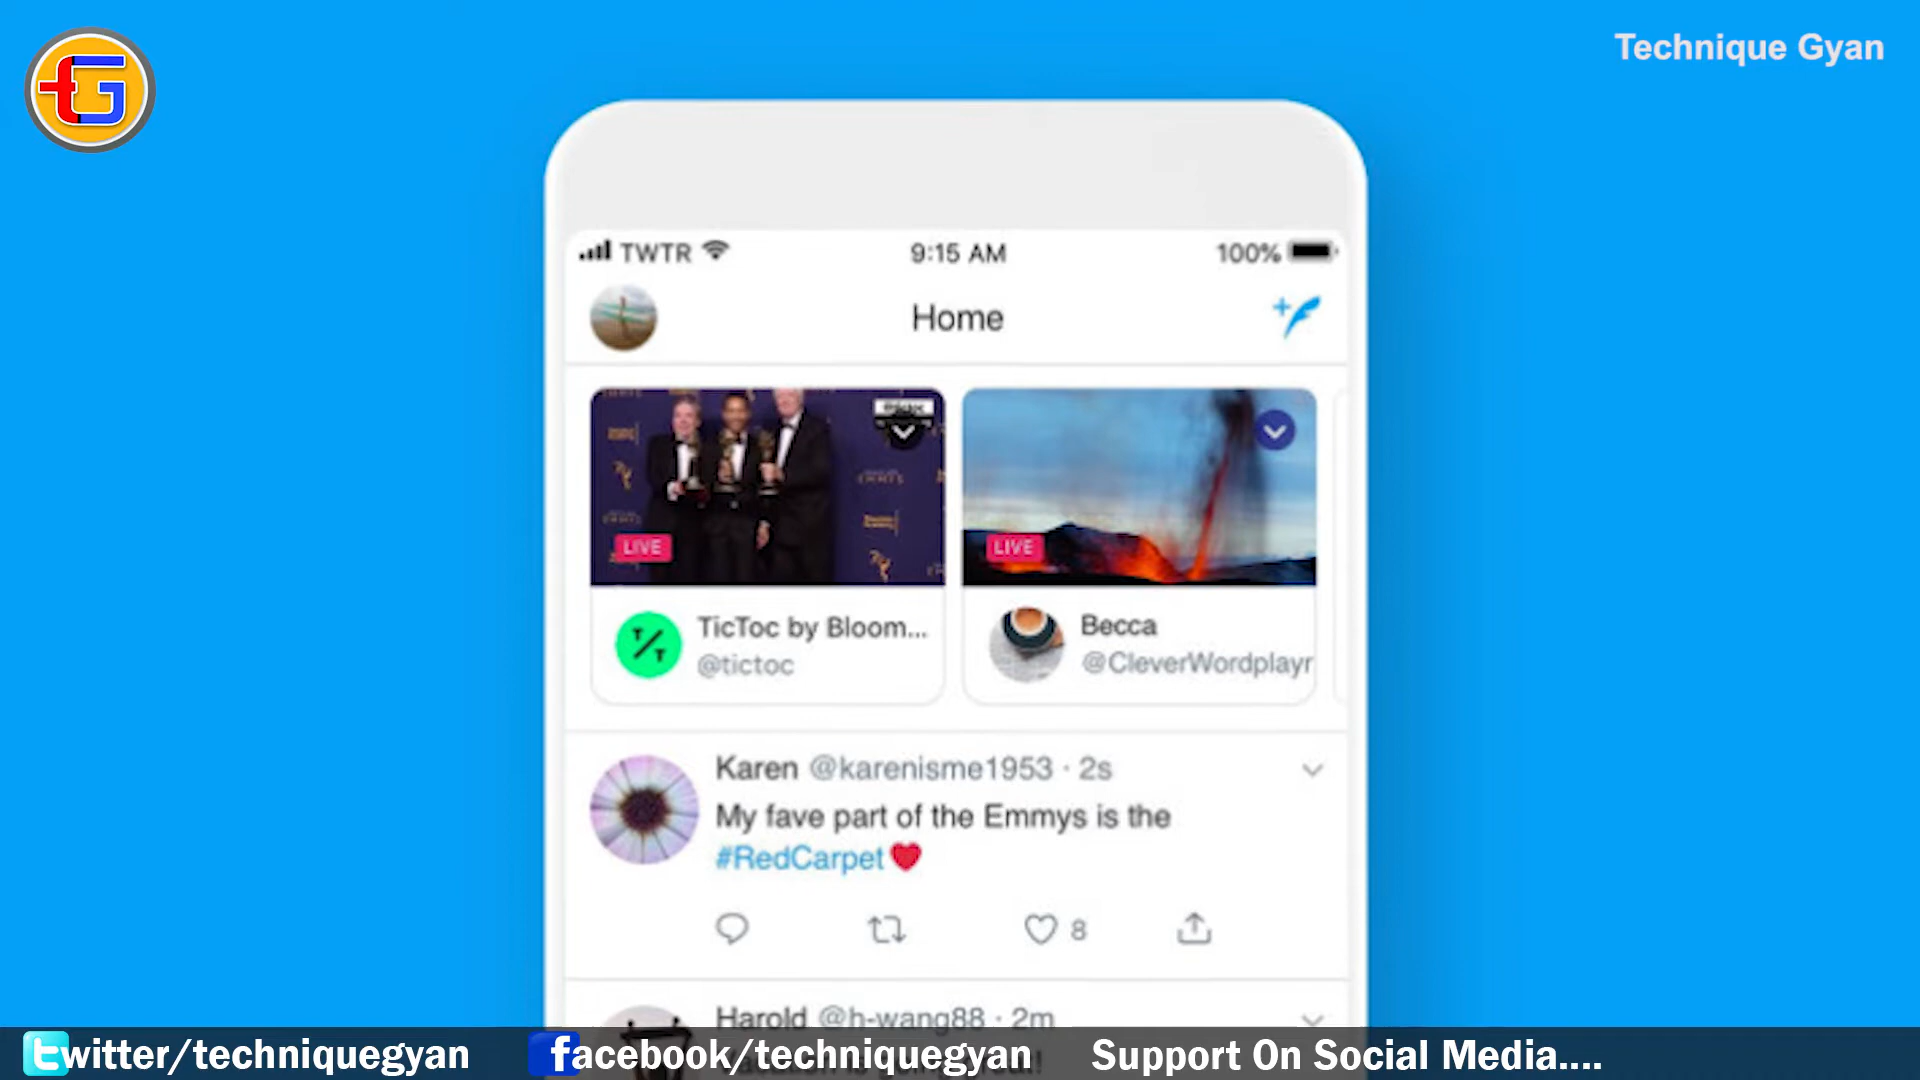 tG
Technique Gyan
TWTR
9:15 AM
100%
Home
LIVE
LIVE
T/T
TicToc by Bloom...
@tictoc
Becca
@CleverWordplayr
Karen @karenisme1953 · 2s
My fave part of the Emmys is the
#RedCarpet
8
Harold @h-wang88 · 2m
twitter/techniquegyan
facebook/techniquegyan
Support On Social Media....